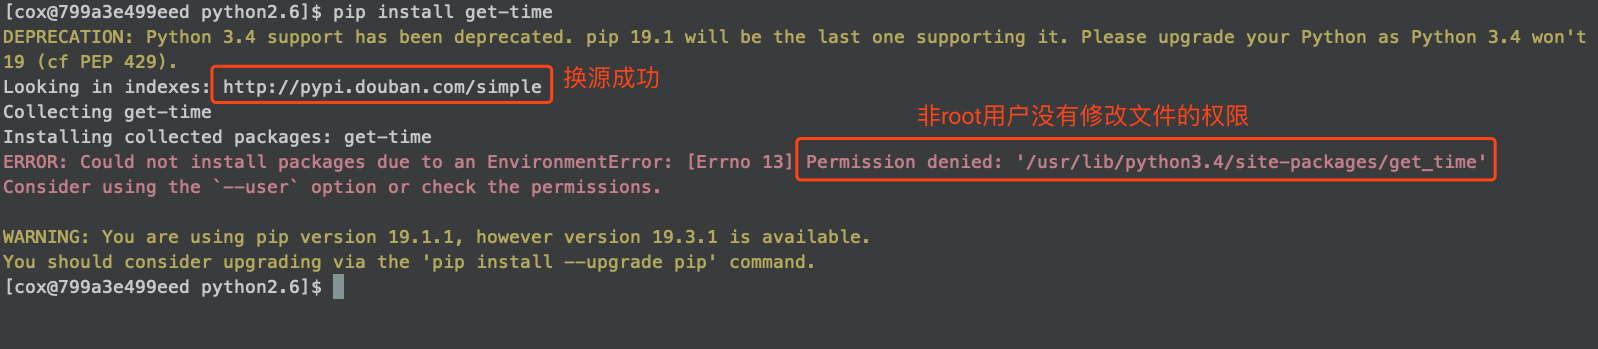 [cox@799a3e499eed python2.6]$ pip install get-time
DEPRECATION: Python 3.4 support has been deprecated. pip 19.1 will be the last one supporting it. Please upgrade your Python as Python 3.4 won't
19 (cf PEP 429).
Looking in indexes: http://pypi.douban.com/simple 换源成功
Collecting get-time
非root用户没有修改文件的权限
Installing collected packages: get-time
ERROR: Could not install packages due to an EnvironmentError: [Errno 13] Permission denied: '/usr/lib/python3.4/site-packages/get_time'
Consider using the `--user` option or check the permissions.
WARNING: You are using pip version 19.1.1, however version 19.3.1 is available.
You should consider upgrading via the 'pip install --upgrade pip' command.
[cox@799a3e499eed python2.6]$